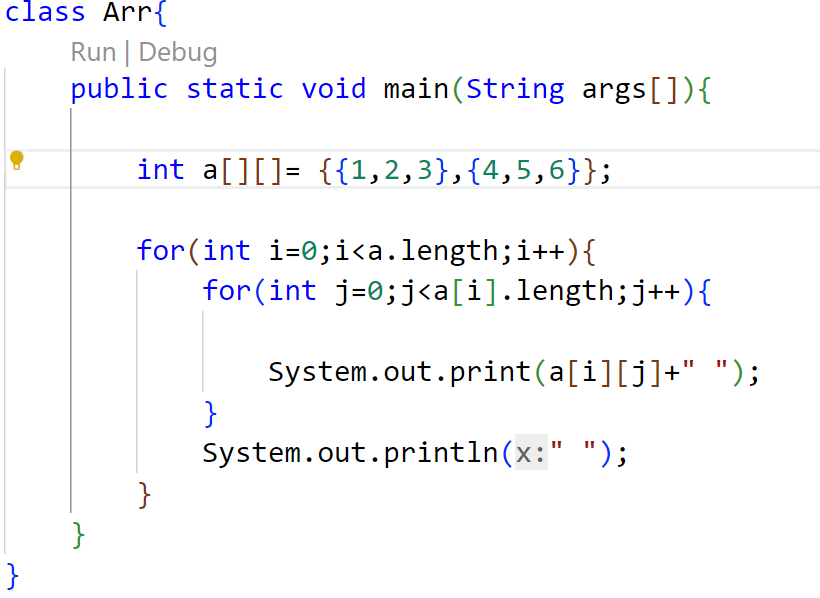 class Arr{
Run | Debug
public static void main(String args[]){
int a[][]= {{1,2,3},{4,5,6}};
for(int i=0;i<a.length;i++){
for(int j=0;j<a[i].length;j++){
System.out.print(a[i][j]+" ");
}
System.out.println(x:" ");
}
}
}